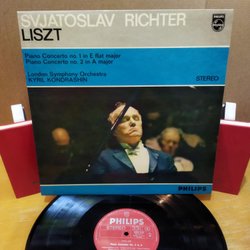 SVJATOSLAV RICHTER
LISZT
PHILIPS
Piano Concerto no. 1 in E flat major
Piano Concerto no. 2 in A major
London Symphony Orchestra
KYRIL KONDRASHIN
STEREO
PHILIPS
PHILIPS
STEREO